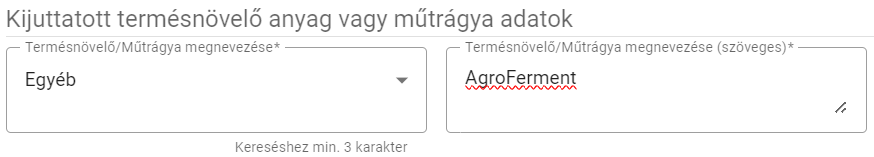 Kijuttatott termésnövelő anyag vagy műtrágya adatok
Termésnövelő/Műtrágya megnevezése*
Egyéb
Kereséshez min. 3 karakter
Termésnövelő/Műtrágya megnevezése (szöveges)*
AgroFerment